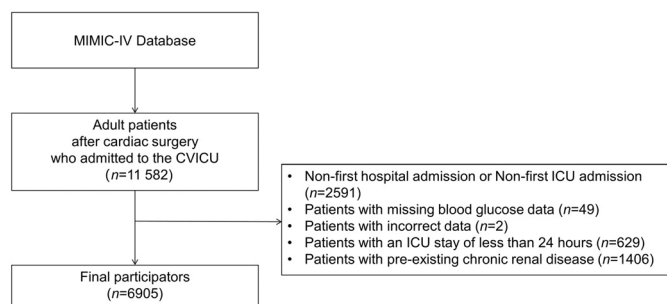 MIMIC-IV Database
Adult patients
after cardiac surgery
who admitted to the CVICU
(n=11 582)
• Non-first hospital admission or Non-first ICU admission
(n=2591)
• Patients with missing blood glucose data (n=49)
• Patients with incorrect data (n=2)
• Patients with an ICU stay of less than 24 hours (n=629)
• Patients with pre-existing chronic renal disease (n=1406)
Final participators
(n=6905)